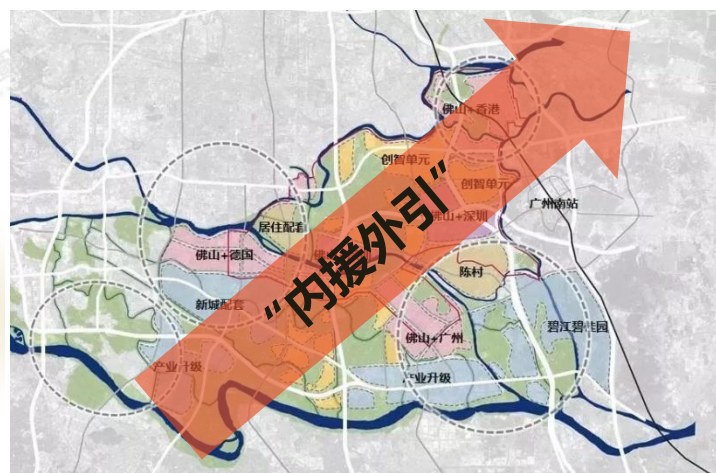 佛山+香港
创智单元
创智单元
广州南站
佛山+深圳
居住配套
佛山+德国
陈村
新城配套
碧江碧桂园
佛山+广州
产业升级
产业升级
“内援外引”